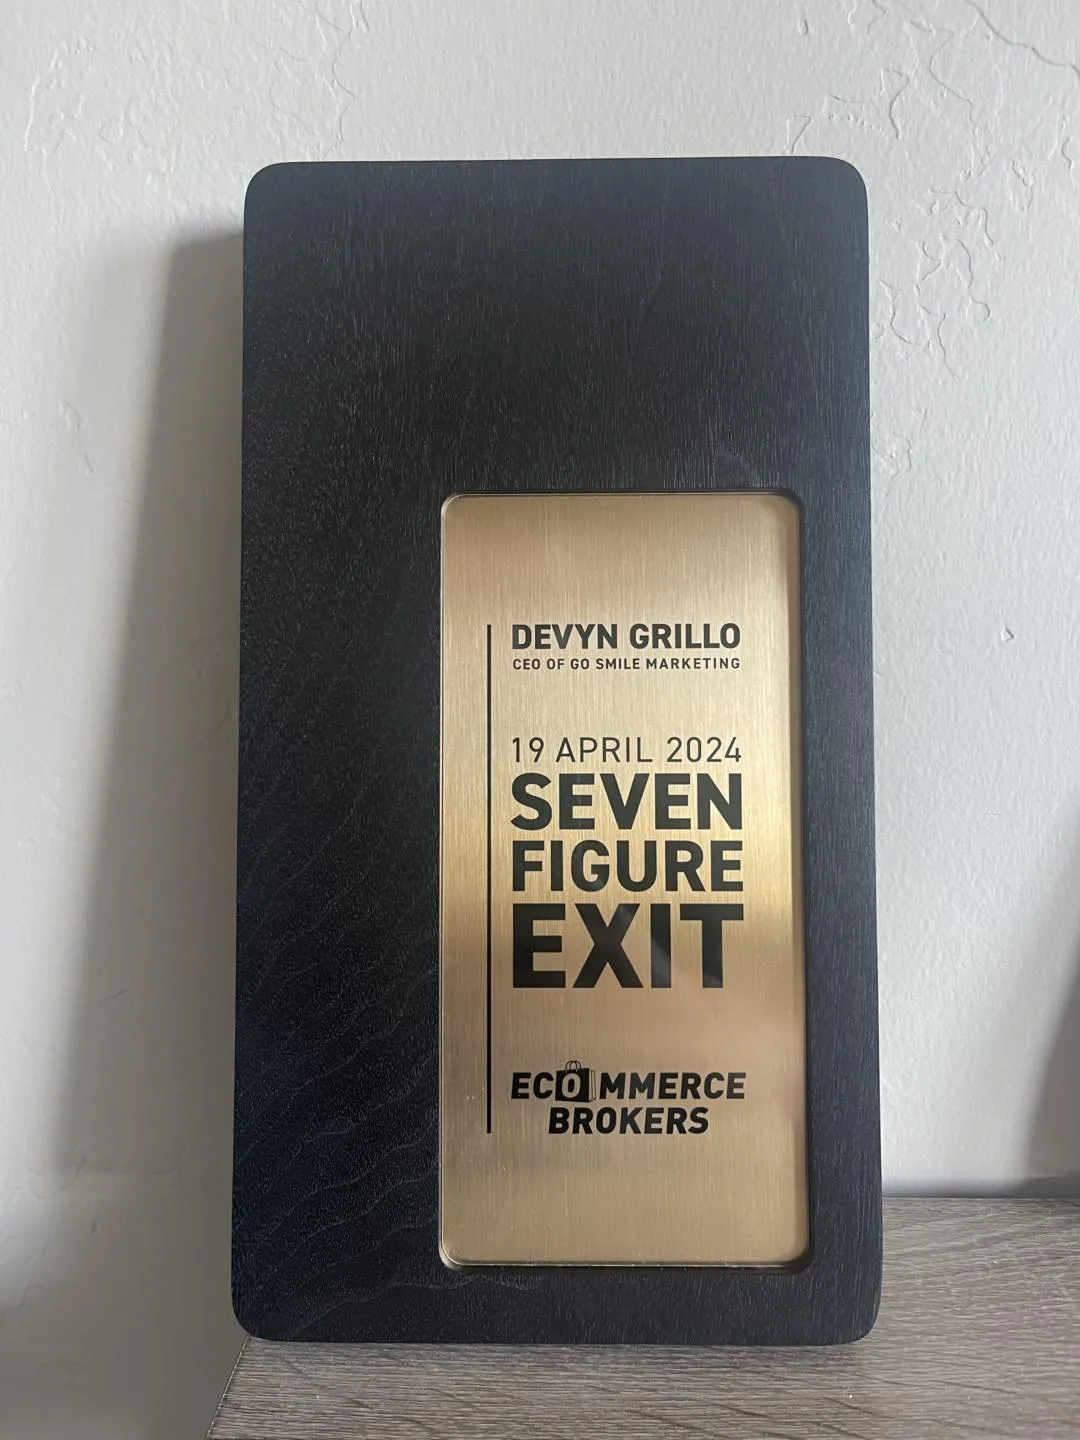 DEVYN GRILLO
CEO OF GO SMILE MARKETING
19 APRIL 2024
SEVEN
FIGURE
EXIT
ECOMMERCE
BROKERS